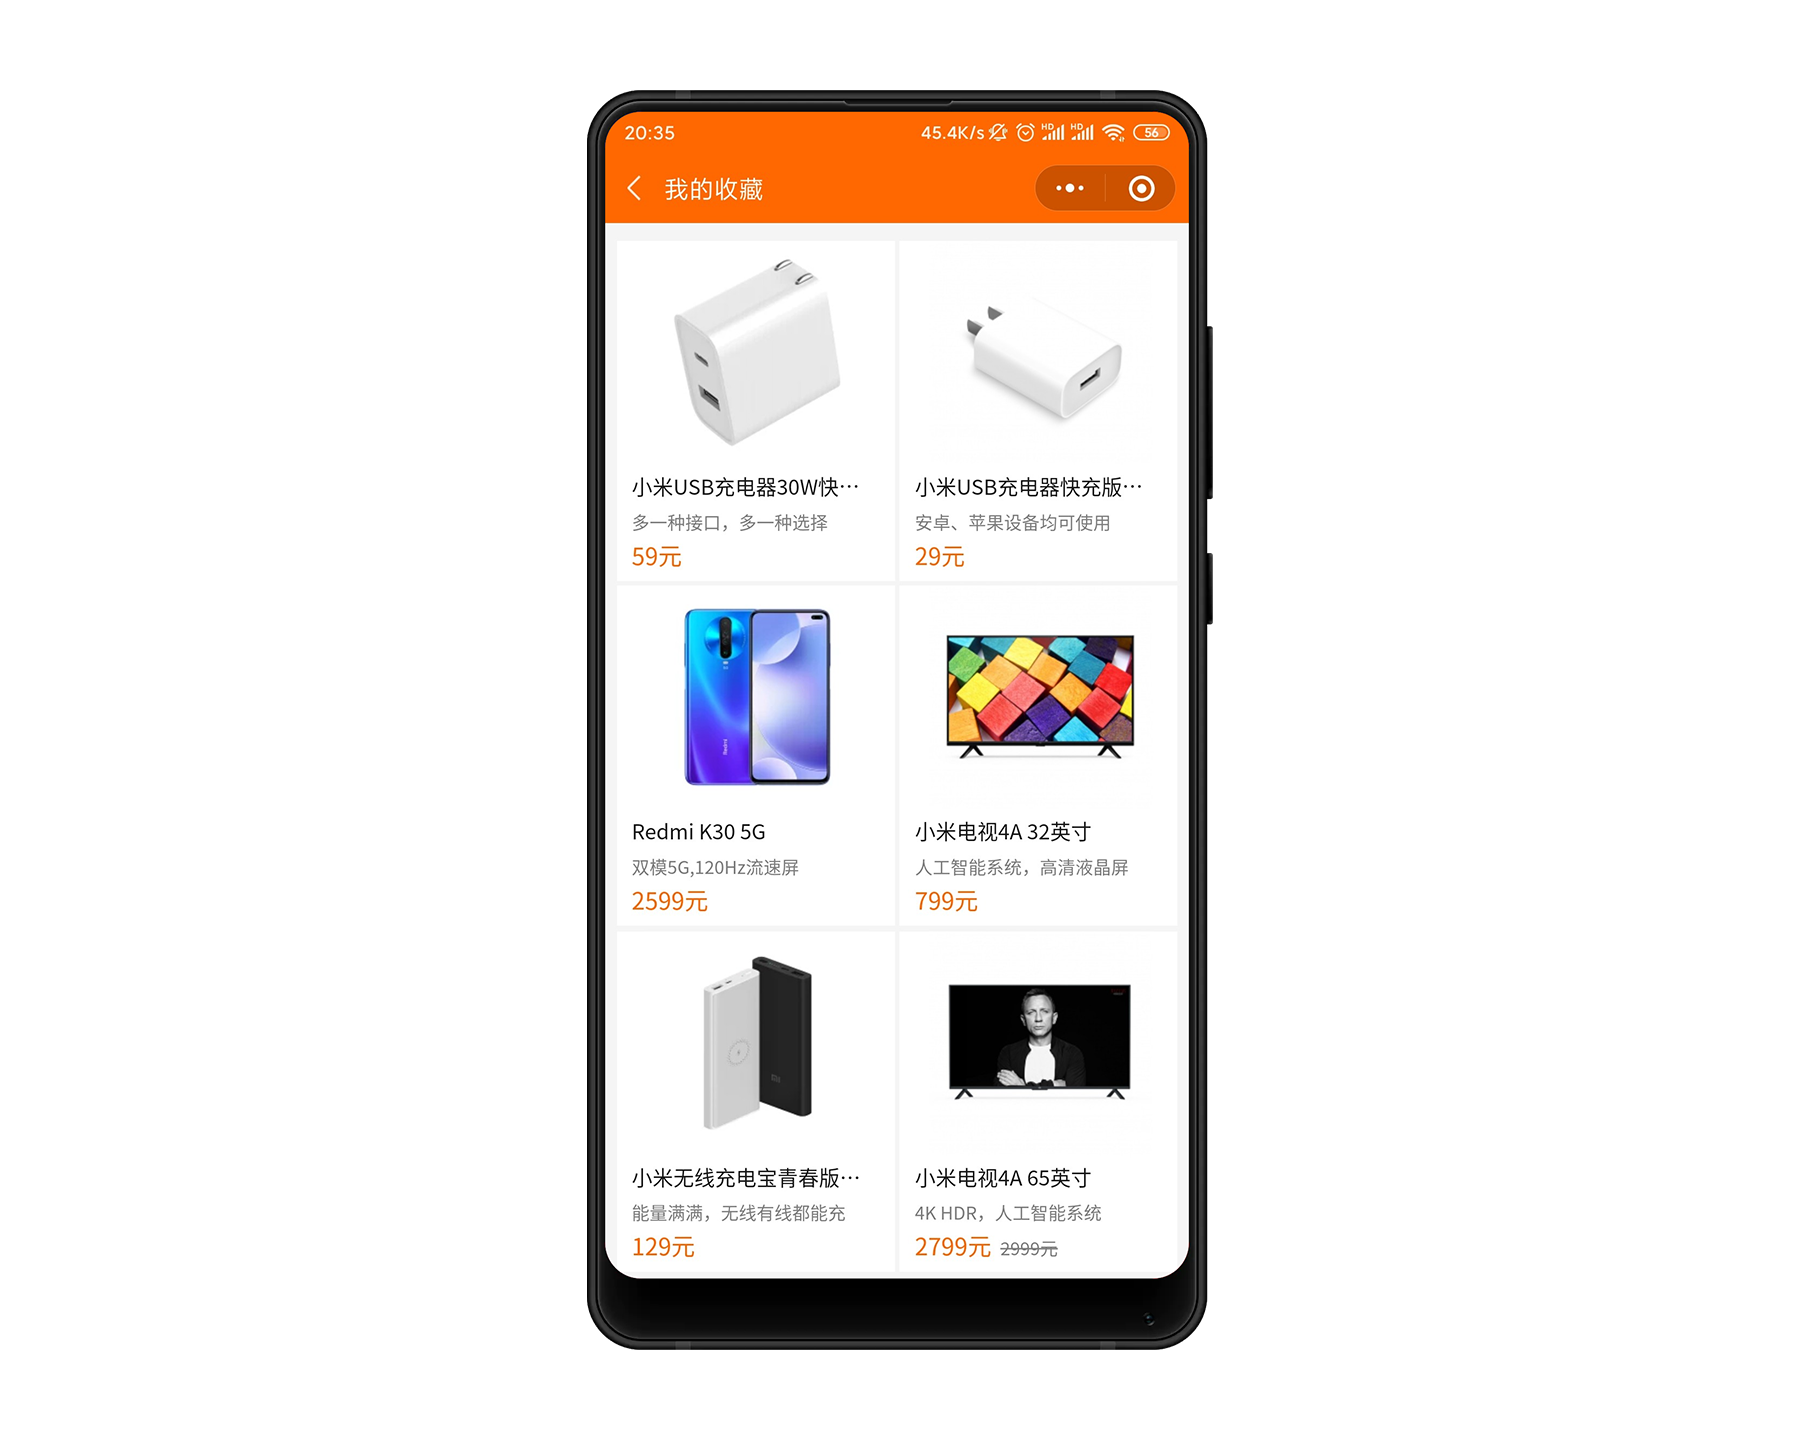 20:35
45.4K/s HD HD 56
我的收藏
小米USB充电器30W快···
多一种接口，多一种选择
59元
小米USB充电器快充版···
安卓、苹果设备均可使用
29元
Redmi
Redmi K30 5G
双模5G,120Hz流速屏
2599元
小米电视4A 32英寸
人工智能系统，高清液晶屏
799元
小米无线充电宝青春版···
能量满满，无线有线都能充
129元
小米电视4A 65英寸
4K HDR，人工智能系统
2799元 2999元